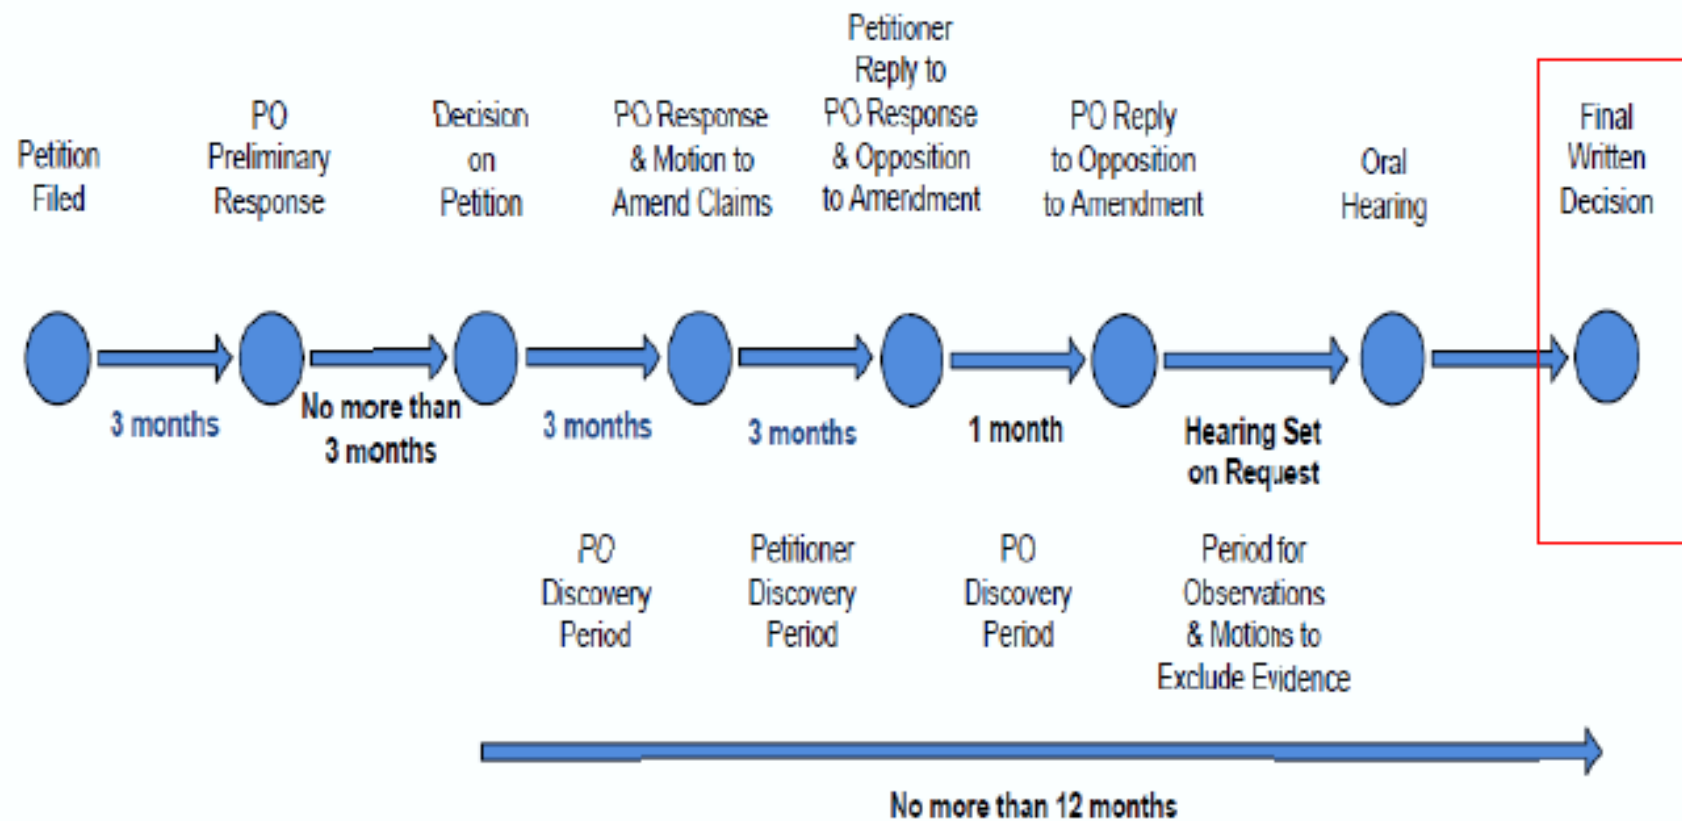 Petition
Filed
PO
Preliminary
Response
Decision
on
Petition
PO Response
& Motion to
Amend Claims
Petitioner
Reply to
PO Response
& Opposition
to Amendment
PO Reply
to Opposition
to Amendment
Oral
Hearing
Final
Written
Decision
3 months
No more than
3 months
3 months
3 months
1 month
Hearing Set
on Request
PO
Discovery
Period
Petitioner
Discovery
Period
PO
Discovery
Period
Period for
Observations
& Motions to
Exclude Evidence
No more than 12 months